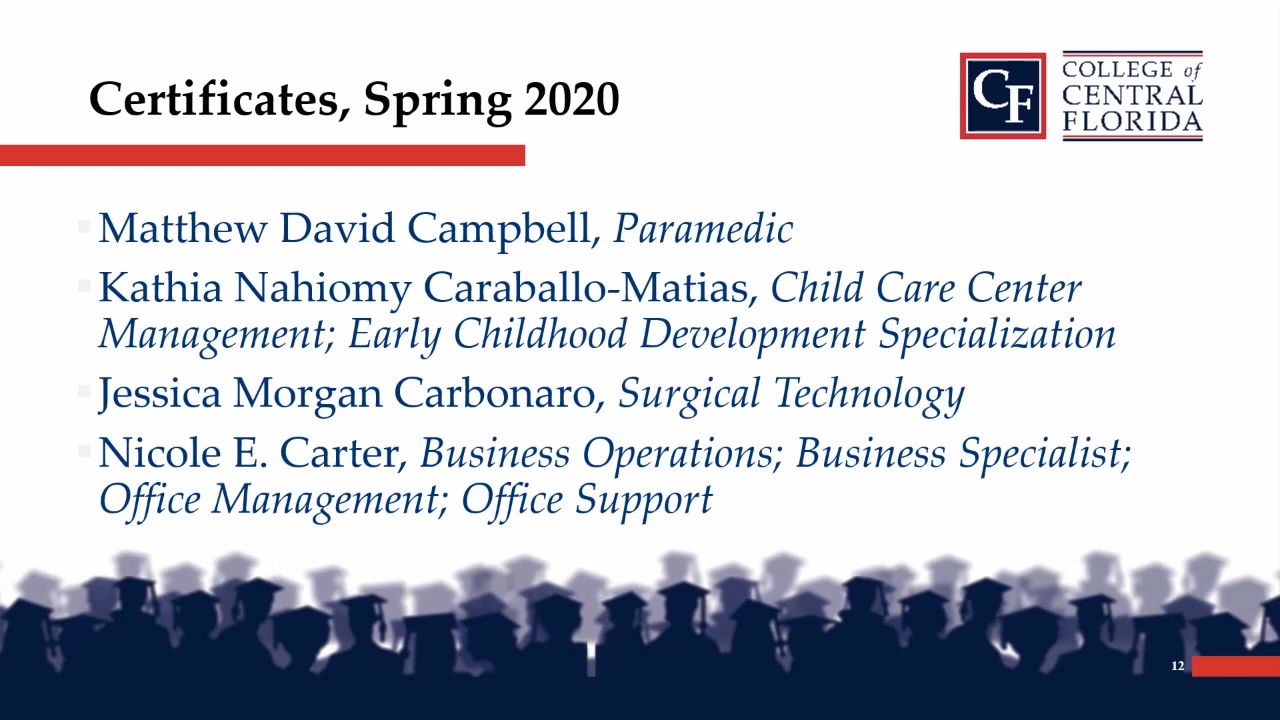 Certificates, Spring 2020
CF
COLLEGE of
CENTRAL
FLORIDA
Matthew David Campbell, Paramedic
Kathia Nahiomy Caraballo-Matias, Child Care Center
Management; Early Childhood Development Specialization
Jessica Morgan Carbonaro, Surgical Technology
Nicole E. Carter, Business Operations; Business Specialist;
Office Management; Office Support
12